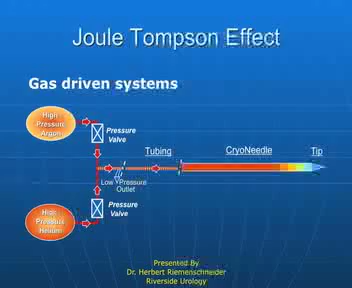 Joule Tompson Effect
Gas driven systems
High
Pressure
Argon
Pressure
Valve
Tubing
CryoNeedle
Tip
Low Pressure
Outlet
High
Pressure
Helium
Pressure
Valve
Presented By
Dr. Herbert Riemenschneider
Riverside Urology